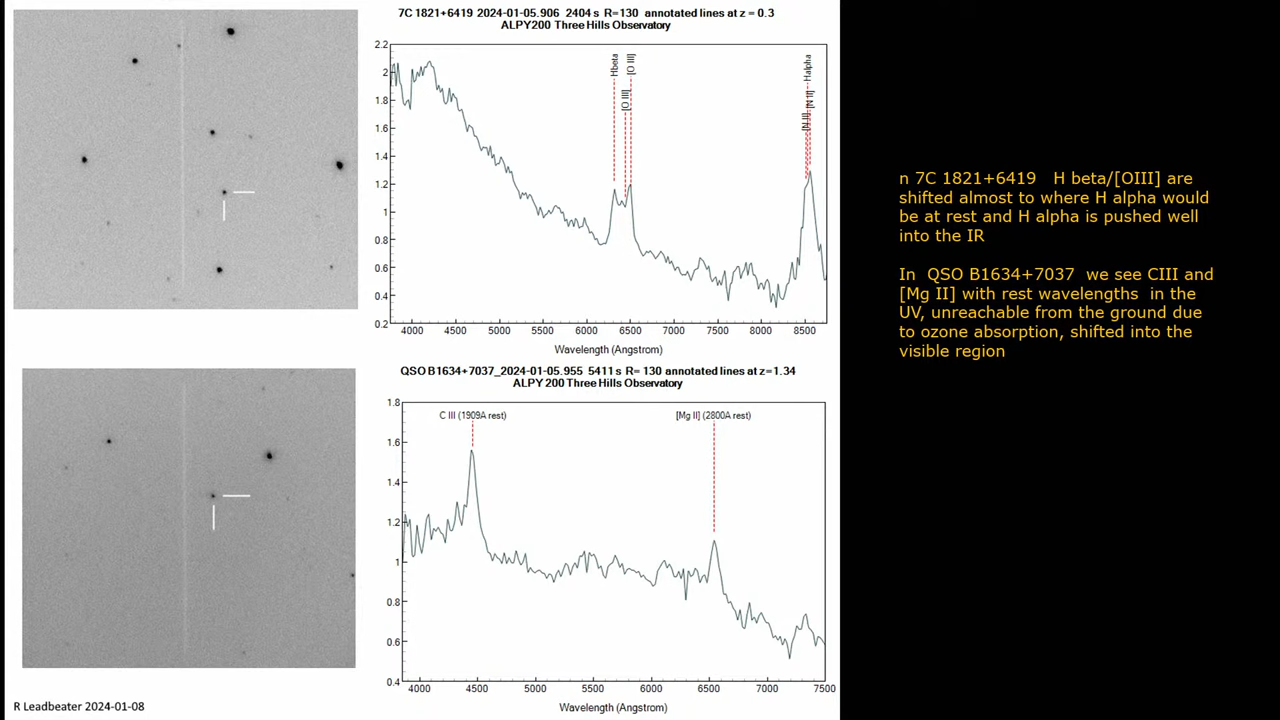 7C 1821+6419 2024-01-05.906 2404 s R=130 annotated lines at z = 0.3
ALPY200 Three Hills Observatory
2.2
2
1.8
1.6
1.4
1.2
1
0.8
0.6
0.4
0.2
Hbeta
[O III]
[O III]
[N II]
[N II]
Halpha
4000 4500 5000 5500 6000 6500 7000 7500 8000 8500
Wavelength (Angstrom)
QSO B1634+7037_2024-01-05.955 5411 s R= 130 annotated lines at z=1.34
ALPY 200 Three Hills Observatory
1.8
1.6
1.4
1.2
1
0.8
0.6
0.4
C III (1909A rest)
[Mg II] (2800A rest)
4000 4500 5000 5500 6000 6500 7000 7500
Wavelength (Angstrom)
R Leadbeater 2024-01-08
n 7C 1821+6419 H beta/[OIII] are
shifted almost to where H alpha would
be at rest and H alpha is pushed well
into the IR
In QSO B1634+7037 we see CIII and
[Mg II] with rest wavelengths in the
UV, unreachable from the ground due
to ozone absorption, shifted into the
visible region